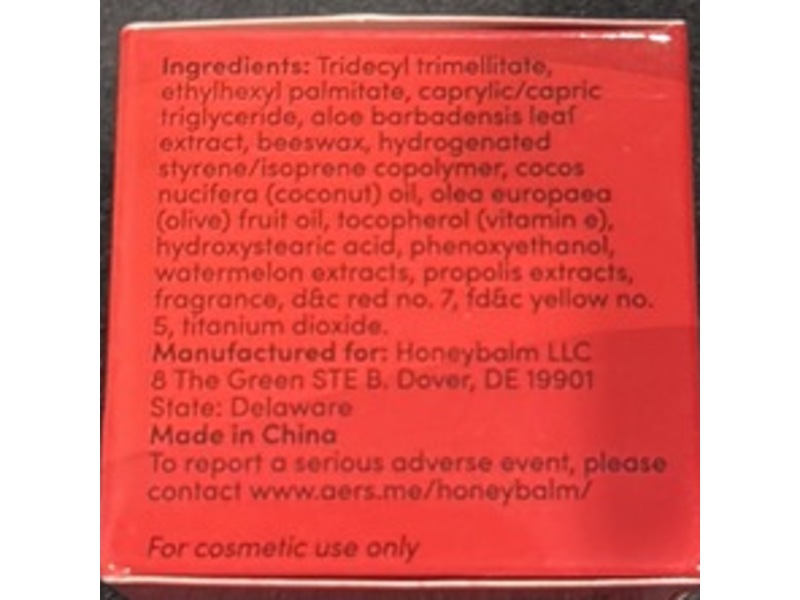 Ingredients: Tridecyl trimellitate,
ethylhexyl palmitate, caprylic/capric
triglyceride, aloe barbadensis leaf
extract, beeswax, hydrogenated
styrene/isoprene copolymer, cocos
nucifera (coconut) oil, olea europaea
(olive) fruit oil, tocopherol (vitamin e),
hydroxystearic acid, phenoxyethanol,
watermelon extracts, propolis extracts,
fragrance, d&c red no. 7, fd&c yellow no.
5, titanium dioxide.
Manufactured for: Honeybalm LLC
8 The Green STE B. Dover, DE 19901
State: Delaware
Made in China
To report a serious adverse event, please
contact www.aers.me/honeybalm/
For cosmetic use only